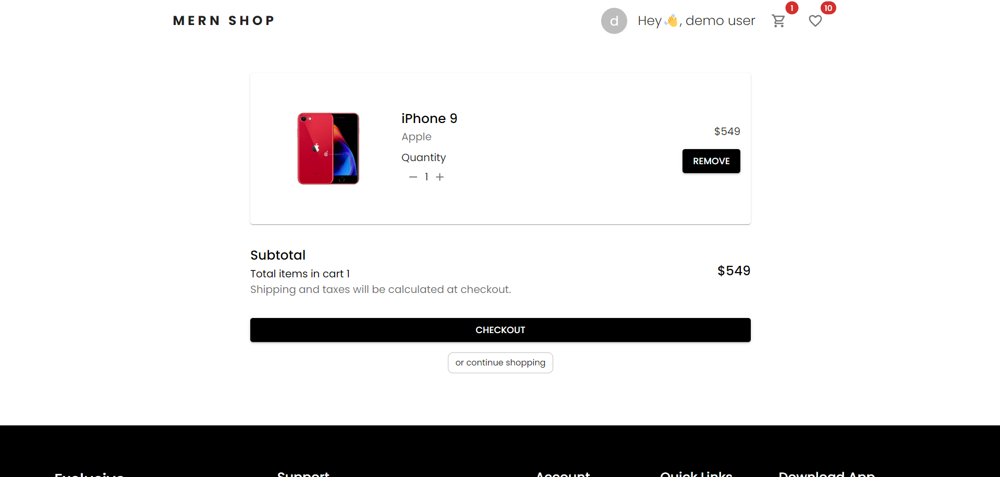 MERN SHOP
d
Hey👋, demo user
1
10
iPhone 9
Apple
Quantity
1
$549
REMOVE
Subtotal
Total items in cart 1
Shipping and taxes will be calculated at checkout.
$549
CHECKOUT
or continue shopping
Exclusive
Support
Account
Quick Links
Download App